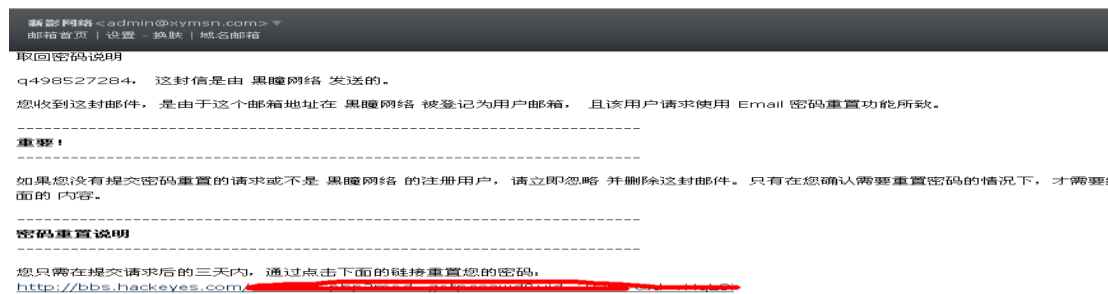 新影网络<admin@xymsn.com>
邮箱首页 | 设置 - 换肤 | 域名邮箱
取回密码说明
q498527284， 这封信是由 黑瞳网络 发送的。
您收到这封邮件，是由于这个邮箱地址在 黑瞳网络 被登记为用户邮箱， 且该用户请求使用 Email 密码重置功能所致。
----------------------------------------------------------------------
重要！
----------------------------------------------------------------------
如果您没有提交密码重置的请求或不是 黑瞳网络 的注册用户，请立即忽略 并删除这封邮件。只有在您确认需要重置密码的情况下，才需要
面的 内容。
----------------------------------------------------------------------
密码重置说明
----------------------------------------------------------------------
您只需在提交请求后的三天内，通过点击下面的链接重置您的密码：
http://bbs.hackeyes.com/